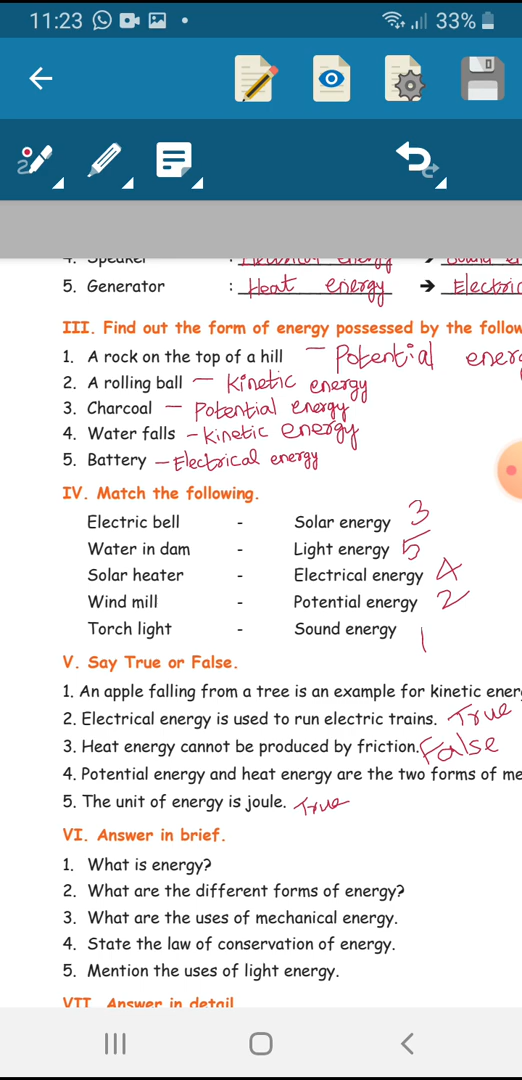 11:23 33%
4. Speaker :
5. Generator : Heat energy → Electric
III. Find out the form of energy possessed by the follow
1. A rock on the top of a hill – Potential energ
2. A rolling ball – Kinetic energy
3. Charcoal – Potential energy
4. Water falls – Kinetic energy
5. Battery – Electrical energy
IV. Match the following.
Electric bell - Solar energy 3
Water in dam - Light energy 5
Solar heater - Electrical energy 4
Wind mill - Potential energy 2
Torch light - Sound energy 1
V. Say True or False.
1. An apple falling from a tree is an example for kinetic ener
2. Electrical energy is used to run electric trains. True
3. Heat energy cannot be produced by friction. False
4. Potential energy and heat energy are the two forms of me
5. The unit of energy is joule. True
VI. Answer in brief.
1. What is energy?
2. What are the different forms of energy?
3. What are the uses of mechanical energy.
4. State the law of conservation of energy.
5. Mention the uses of light energy.
VII. Answer in detail